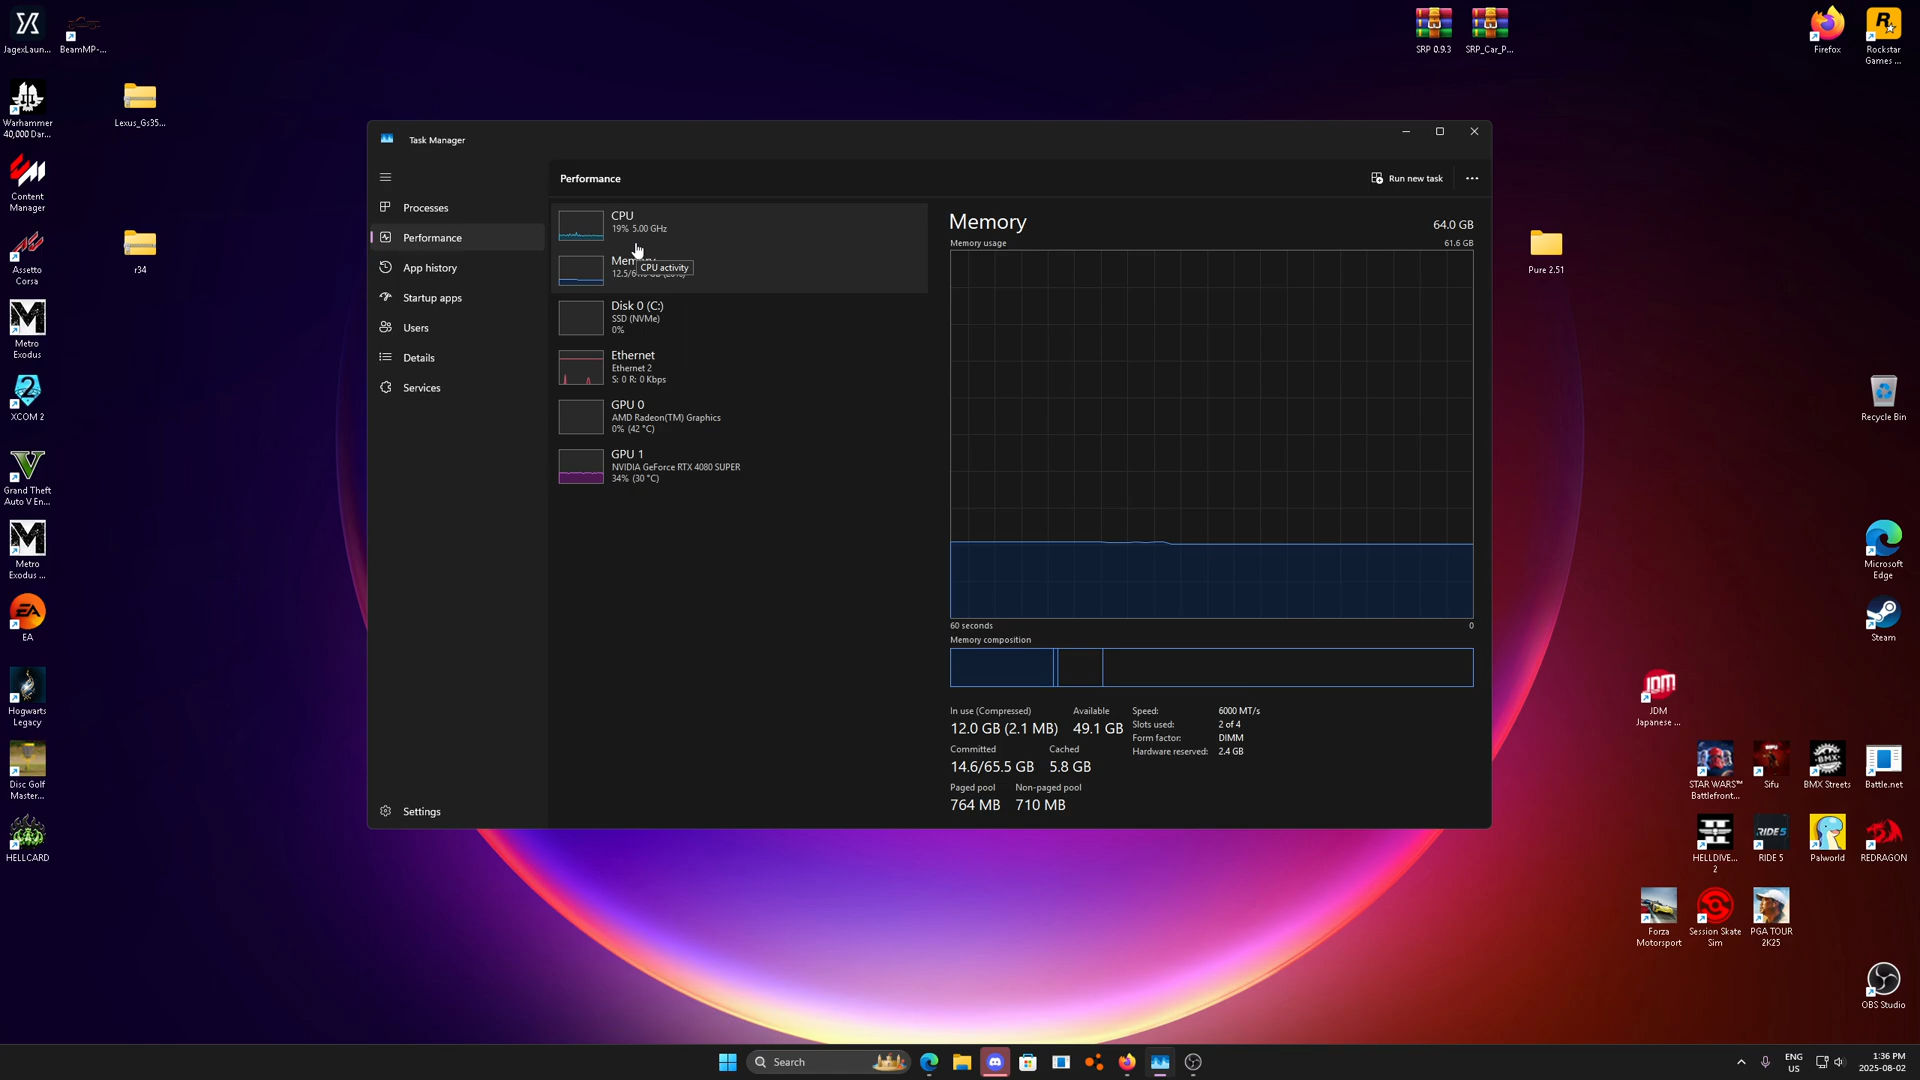 JagexLaun...
BeamMP-...
SRP 0.9.3
SRP_Car_P...
Firefox
Rockstar
Games ...
Warhammer
40,000 Dar...
Lexus_Gs35...
Content
Manager
Assetto
Corsa
r34
Pure 2.51
Metro
Exodus
XCOM 2
Grand Theft
Auto V En...
Metro
Exodus ...
EA
Hogwarts
Legacy
Disc Golf
Master...
HELLCARD
Task Manager
Processes
Performance
App history
Startup apps
Users
Details
Services
Settings
Performance
Run new task
CPU
19% 5.00 GHz
CPU activity
Disk 0 (C:)
SSD (NVMe)
0%
Ethernet
Ethernet 2
S: 0 R: 0 Kbps
GPU 0
AMD Radeon(TM) Graphics
0% (42 °C)
GPU 1
NVIDIA GeForce RTX 4080 SUPER
34% (30 °C)
Memory
64.0 GB
Memory usage
61.6 GB
60 seconds
0
Memory composition
In use (Compressed)
12.0 GB (2.1 MB)
Available
49.1 GB
Committed
14.6/65.5 GB
Cached
5.8 GB
Paged pool
764 MB
Non-paged pool
710 MB
Speed: 6000 MT/s
Slots used: 2 of 4
Form factor: DIMM
Hardware reserved: 2.4 GB
Recycle Bin
Microsoft
Edge
Steam
JDM
JDM
Japanese ...
STAR WARS™
Battlefront...
Sifu
BMX Streets
Battle.net
HELLDIVE...
2
RIDE 5
Palworld
REDRAGON
Forza
Motorsport
Session Skate
Sim
PGA TOUR
2K25
OBS Studio
Search
ENG
US
1:36 PM
2025-08-02